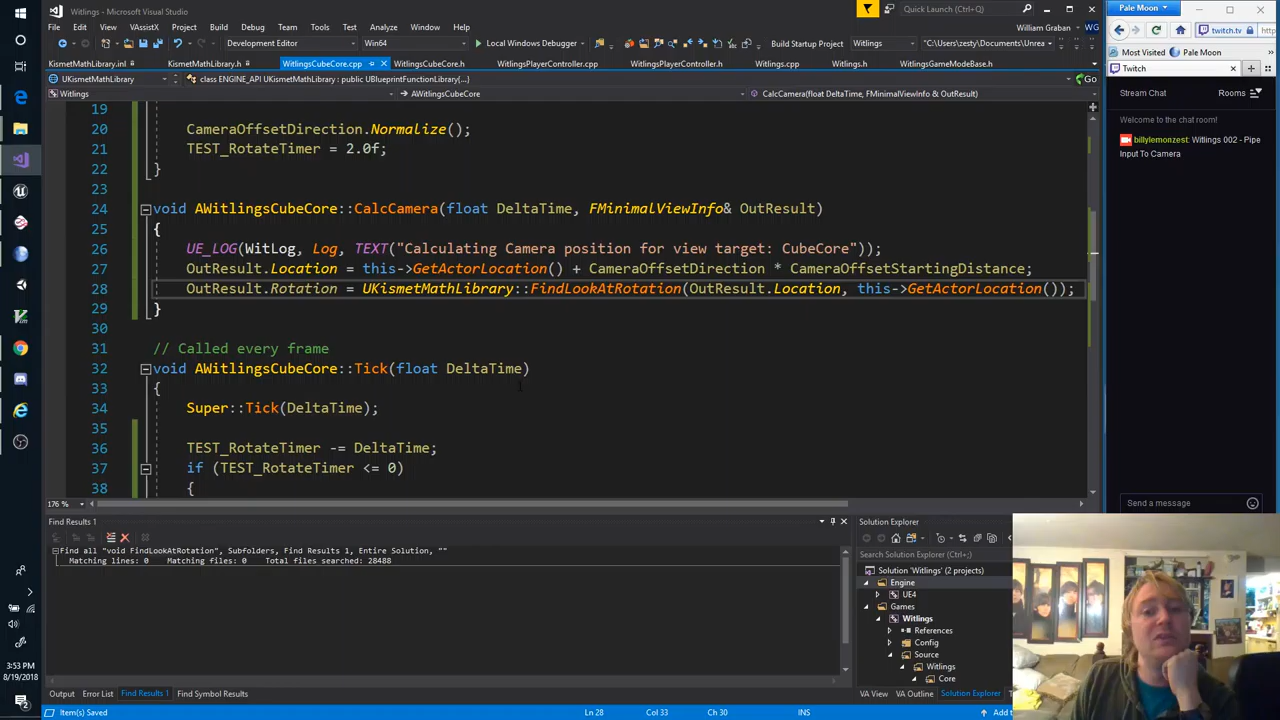 Witlings - Microsoft Visual Studio
Quick Launch (Ctrl+;)
File Edit View VAssistX Project Build Debug Team Tools Test Analyze Window Help
William Graban WG
Development Editor Win64 Local Windows Debugger Build Startup Project Witlings "C:\Users\zesty\Documents\Unrea
KismetMathLibrary.inl KismetMathLibrary.h WitlingsCubeCore.cpp WitlingsCubeCore.h WitlingsPlayerController.cpp WitlingsPlayerController.h Witlings.cpp Witlings.h WitlingsGameModeBase.h
UKismetMathLibrary class ENGINE_API UKismetMathLibrary : public UBlueprintFunctionLibrary{...} Go
Witlings AWitlingsCubeCore CalcCamera(float DeltaTime, FMinimalViewInfo & OutResult)
19
20 CameraOffsetDirection.Normalize();
21 TEST_RotateTimer = 2.0f;
22 }
23
24 void AWitlingsCubeCore::CalcCamera(float DeltaTime, FMinimalViewInfo& OutResult)
25 {
26 UE_LOG(WitLog, Log, TEXT("Calculating Camera position for view target: CubeCore"));
27 OutResult.Location = this->GetActorLocation() + CameraOffsetDirection * CameraOffsetStartingDistance;
28 OutResult.Rotation = UKismetMathLibrary::FindLookAtRotation(OutResult.Location, this->GetActorLocation());
29 }
30
31 // Called every frame
32 void AWitlingsCubeCore::Tick(float DeltaTime)
33 {
34 Super::Tick(DeltaTime);
35
36 TEST_RotateTimer -= DeltaTime;
37 if (TEST_RotateTimer <= 0)
38 {
176 %
Find Results 1
Find all "void FindLookAtRotation", Subfolders, Find Results 1, Entire Solution, ""
Matching lines: 0 Matching files: 0 Total files searched: 28488
Output Error List Find Results 1 Find Symbol Results
Solution Explorer
Search Solution Explorer (Ctrl+;)
Solution 'Witlings' (2 projects)
Engine
UE4
Games
Witlings
References
Config
Source
Witlings
Core
VA View VA Outline Solution Explorer
Item(s) Saved Ln 28 Col 33 Ch 30 INS Add t
3:53 PM
8/19/2018
2
Pale Moon
twitch.tv http
Most Visited Pale Moon
Twitch
Stream Chat Rooms
Welcome to the chat room!
billylemonzest: Witlings 002 - Pipe
Input To Camera
Send a message